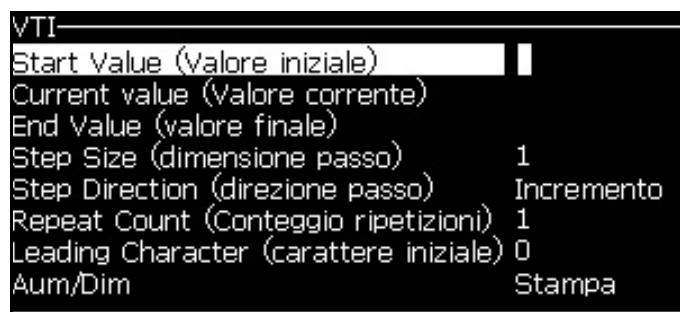 VTI
Start Value (Valore iniziale)
Current value (Valore corrente)
End Value (valore finale)
Step Size (dimensione passo) 1
Step Direction (direzione passo) Incremento
Repeat Count (Conteggio ripetizioni) 1
Leading Character (carattere iniziale) 0
Aum/Dim Stampa